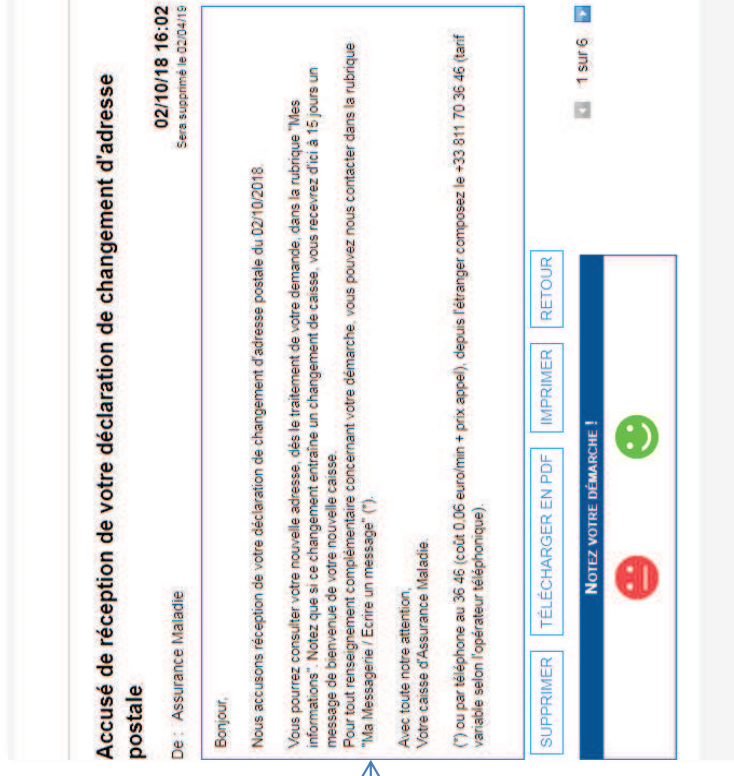 Accusé de réception de votre déclaration de changement d'adresse
postale
02/10/18 16:02
De : Assurance Maladie
Sera supprimé le 02/04/19
Bonjour,
Nous accusons réception de votre déclaration de changement d'adresse postale du 02/10/2018.
Vous pourrez consulter votre nouvelle adresse, dès le traitement de votre demande, dans la rubrique "Mes
informations". Notez que si ce changement entraîne un changement de caisse, vous recevrez d'ici à 15 jours un
message de bienvenue de votre nouvelle caisse.
Pour tout renseignement complémentaire concernant votre démarche, vous pouvez nous contacter dans la rubrique
"Ma Messagerie / Ecrire un message" (*).
Avec toute notre attention,
Votre caisse d'Assurance Maladie.
(*) ou par téléphone au 36 46 (coût 0,06 euro/min + prix appel), depuis l'étranger composez le +33 811 70 36 46 (tarif
variable selon l'opérateur téléphonique).
SUPPRIMER TÉLÉCHARGER EN PDF IMPRIMER RETOUR
1 sur 6
NOTEZ VOTRE DÉMARCHE !